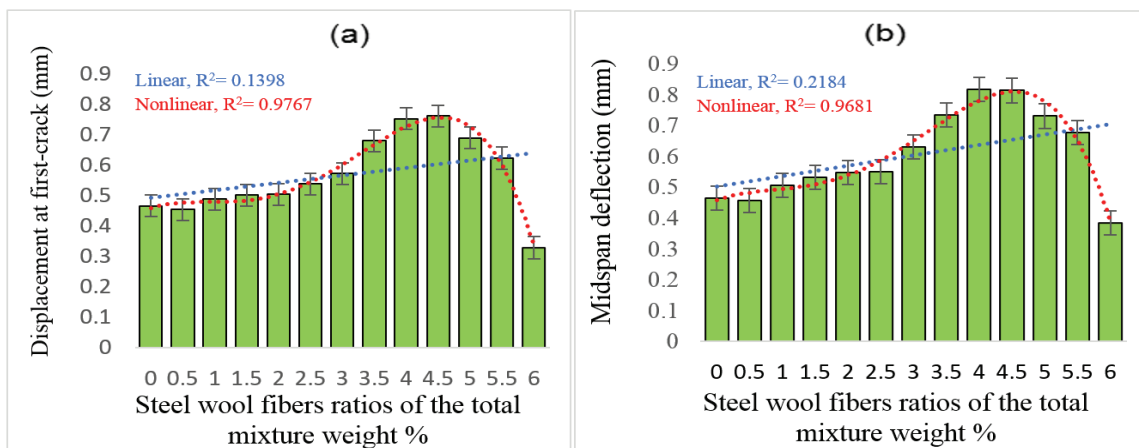 (a)
Linear, R²= 0.1398
Nonlinear, R²= 0.9767
Displacement at first-crack (mm)
0.9
0.8
0.7
0.6
0.5
0.4
0.3
0.2
0.1
0
0 0.5 1 1.5 2 2.5 3 3.5 4 4.5 5 5.5 6
Steel wool fibers ratios of the total
mixture weight %
(b)
Linear, R²= 0.2184
Nonlinear, R²= 0.9681
Midspan deflection (mm)
0.9
0.8
0.7
0.6
0.5
0.4
0.3
0.2
0.1
0
0 0.5 1 1.5 2 2.5 3 3.5 4 4.5 5 5.5 6
Steel wool fibers ratios of the total
mixture weight %